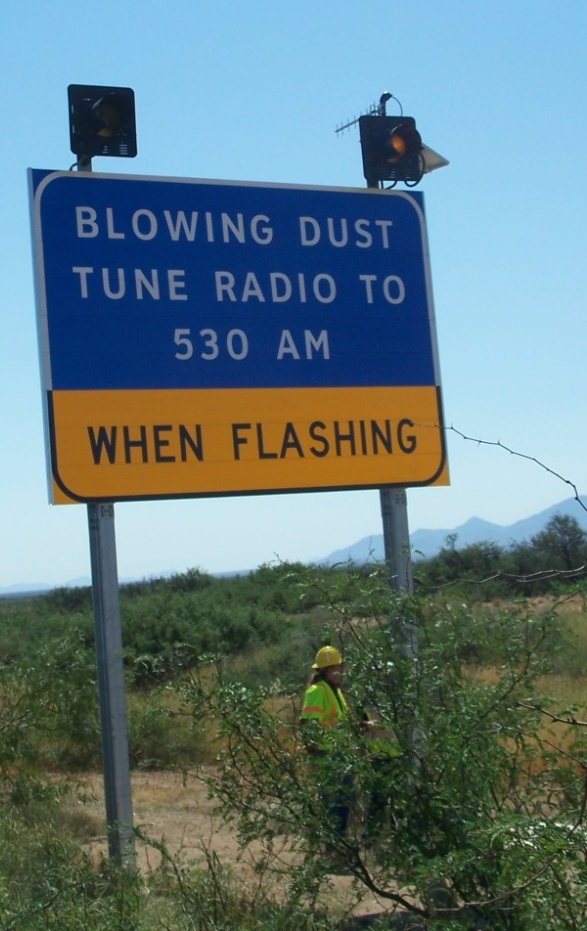 BLOWING DUST
TUNE RADIO TO
530 AM
WHEN FLASHING